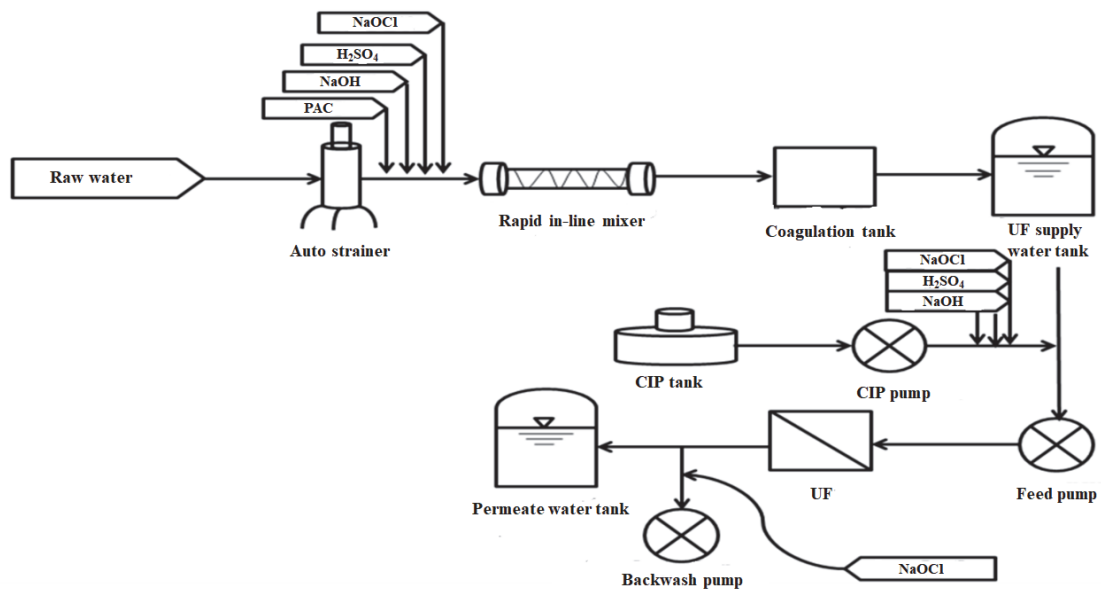 NaOCl
H₂SO₄
NaOH
PAC
Raw water
Auto strainer
Rapid in-line mixer
Coagulation tank
UF supply
water tank
NaOCl
H₂SO₄
NaOH
CIP tank
CIP pump
Permeate water tank
UF
Feed pump
Backwash pump
NaOCl